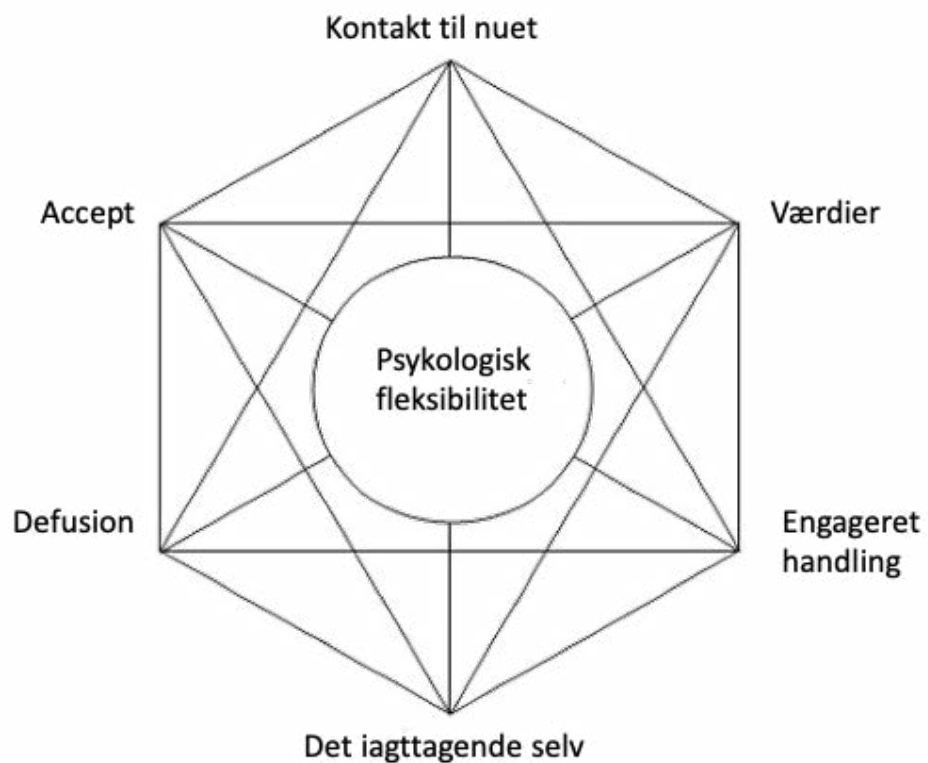 Kontakt til nuet
Accept
Værdier
Psykologisk
fleksibilitet
Defusion
Engageret
handling
Det iagttagende selv